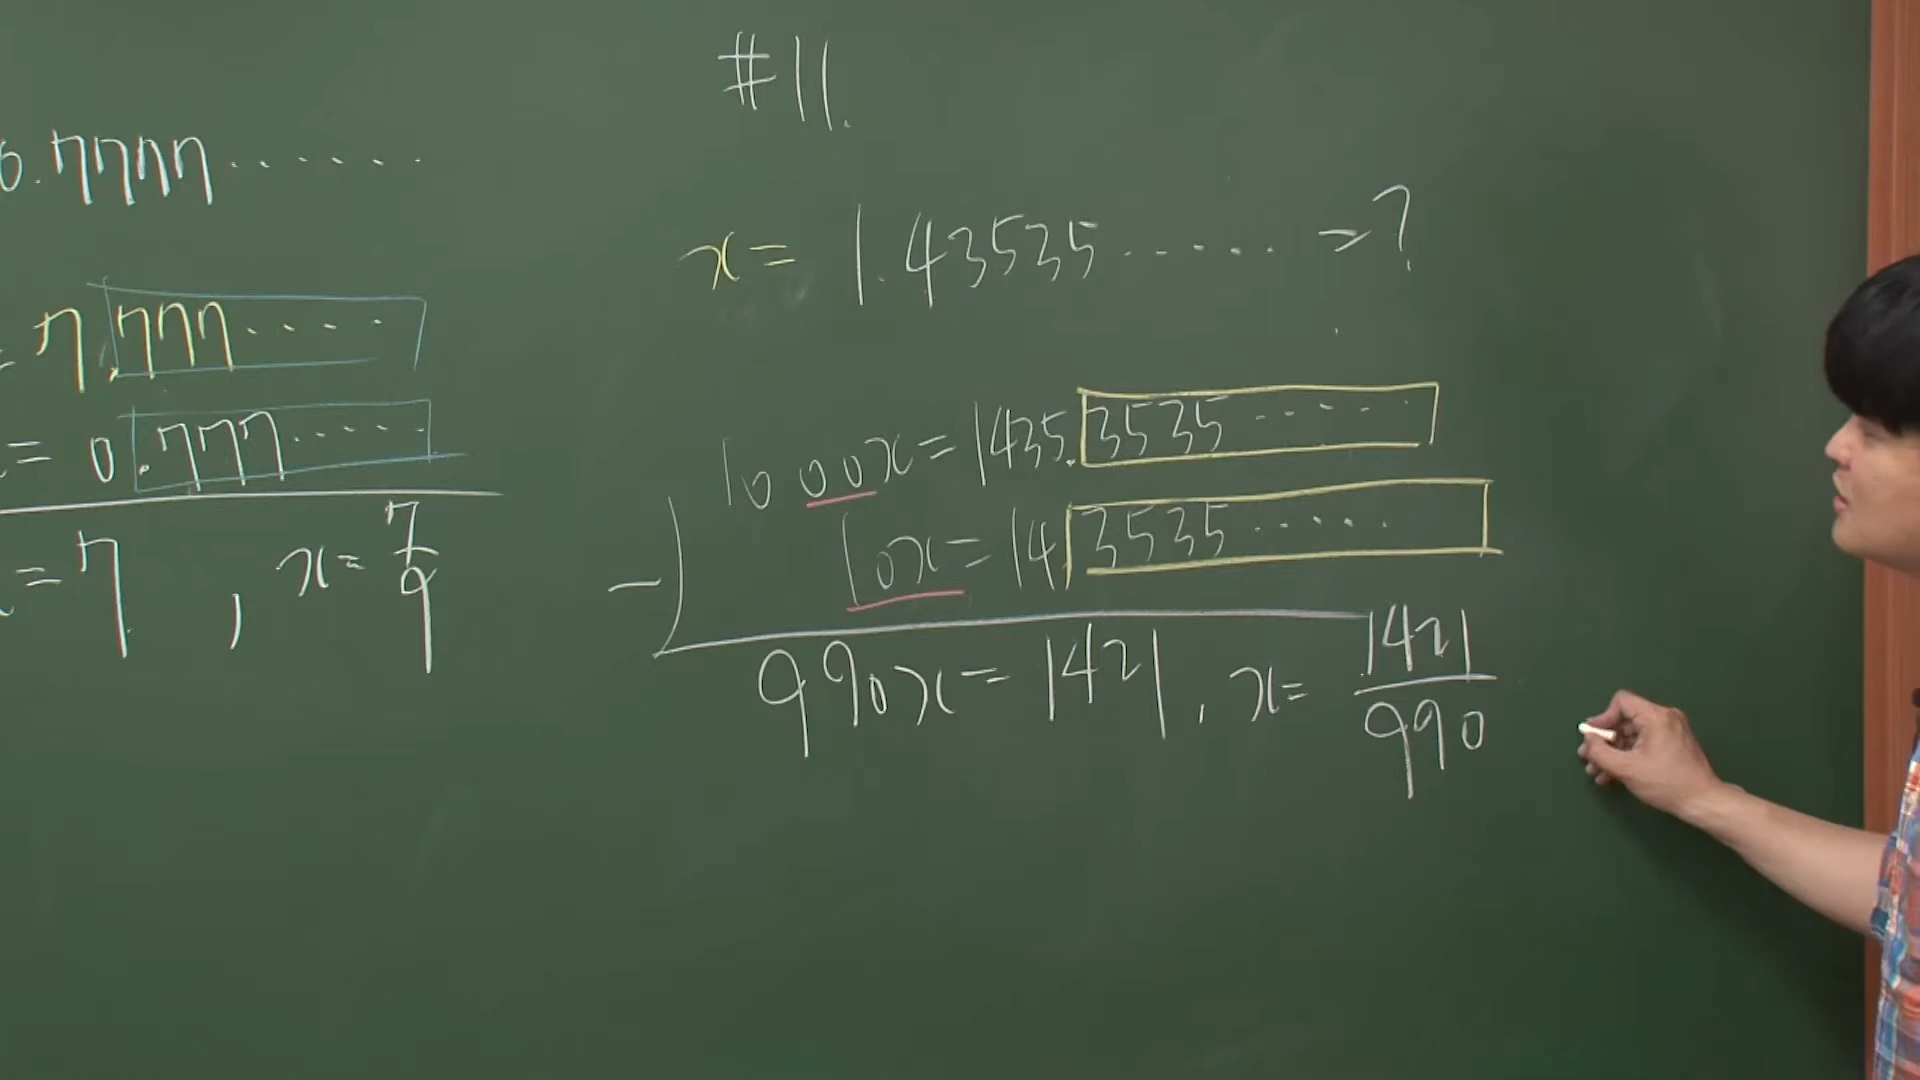 0.7777.......
= 7.777.....
= 0.777.....
= 7 , x = 7/9
#11.
x = 1.43535...... = ?
1000x = 1435.3535.....
-) 10x = 14.3535.....
990x = 1421, x = 1421/990